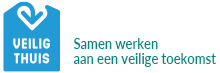 VEILIG
THUIS
Samen werken
aan een veilige toekomst